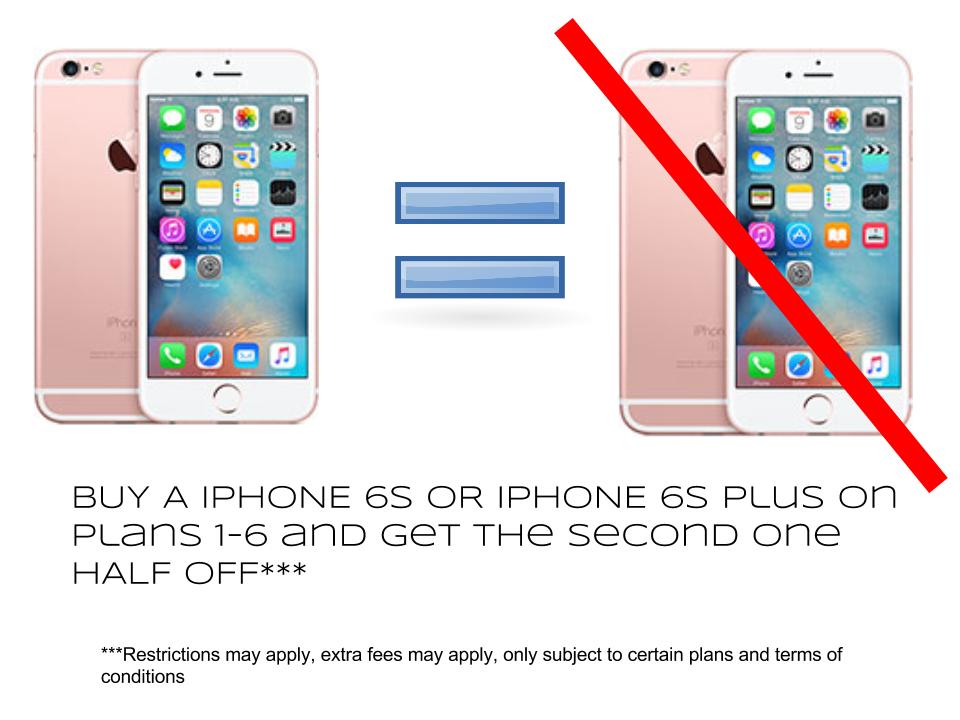 BUY A IPHONE 6S OR IPHONE 6S PLUS ON
PLANS 1-6 AND GET THE SECOND ONE
HALF OFF***
***Restrictions may apply, extra fees may apply, only subject to certain plans and terms of
conditions